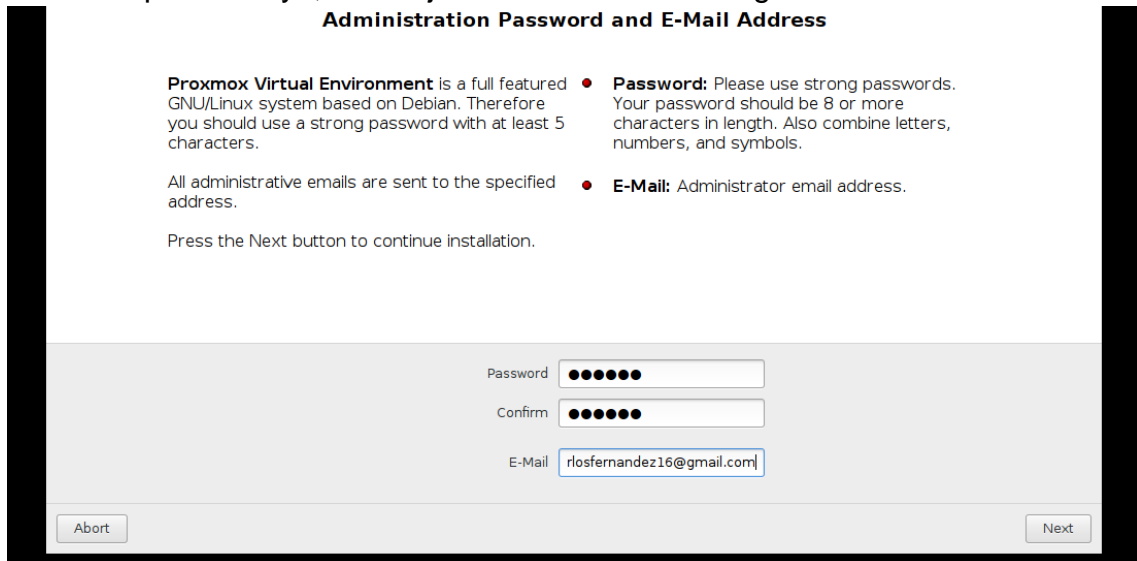 Administration Password and E-Mail Address
Proxmox Virtual Environment is a full featured
GNU/Linux system based on Debian. Therefore
you should use a strong password with at least 5
characters.
All administrative emails are sent to the specified
address.
Press the Next button to continue installation.
Password: Please use strong passwords.
Your password should be 8 or more
characters in length. Also combine letters,
numbers, and symbols.
E-Mail: Administrator email address.
Password ●●●●●●
Confirm ●●●●●●
E-Mail rlosfernandez16@gmail.com
Abort
Next